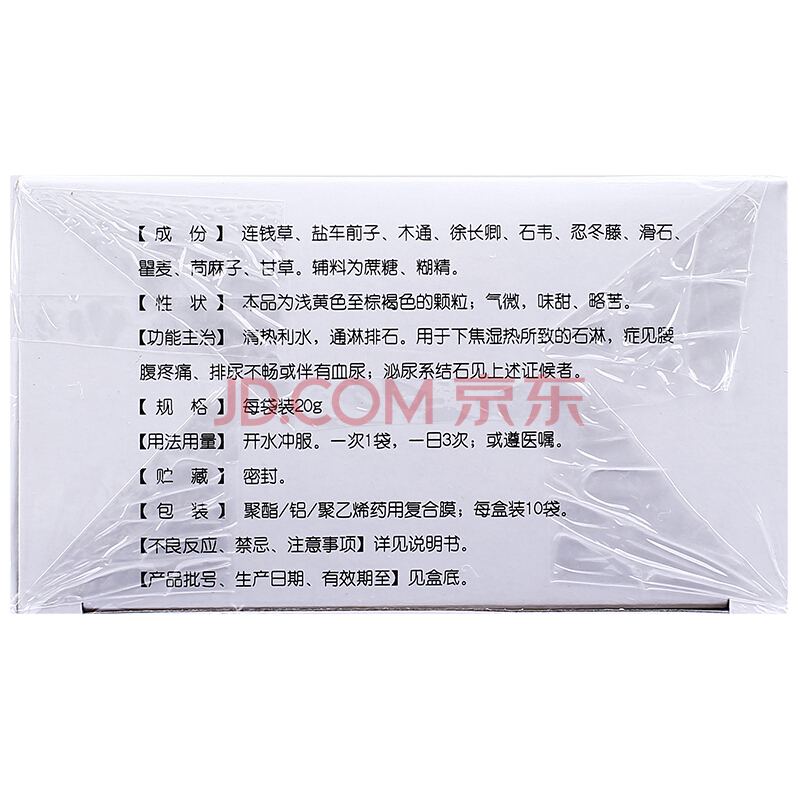 【 成 份 】 连钱草、盐车前子、木通、徐长卿、石韦、忍冬藤、滑石、
瞿麦、苘麻子、甘草。辅料为蔗糖、糊精。
【 性 状 】 本品为浅黄色至棕褐色的颗粒；气微，味甜、略苦。
【功能主治】 清热利水，通淋排石。用于下焦湿热所致的石淋，症见腰
腹疼痛、排尿不畅或伴有血尿；泌尿系结石见上述证候者。
【 规 格 】 每袋装20g
JD.COM 京东
【用法用量】 开水冲服。一次1袋，一日3次；或遵医嘱。
【 贮 藏 】 密封。
【 包 装 】 聚酯/铝/聚乙烯药用复合膜；每盒装10袋。
【不良反应、禁忌、注意事项】详见说明书。
【产品批号、生产日期、有效期至】见盒底。